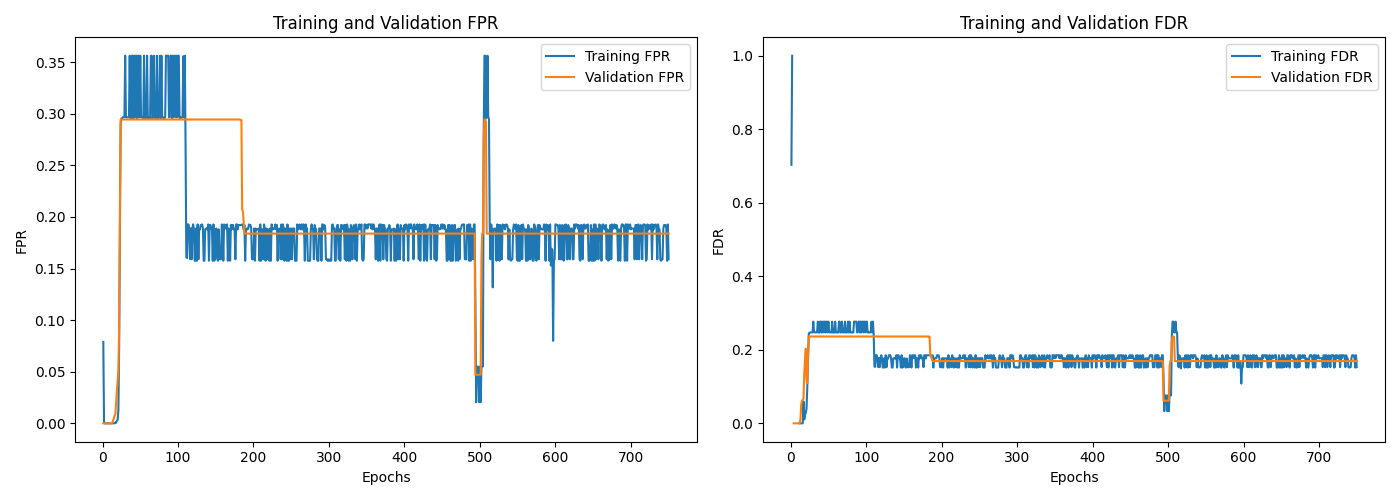 Training and Validation FPR
Training FPR
Validation FPR
FPR
0.35
0.30
0.25
0.20
0.15
0.10
0.05
0.00
0 100 200 300 400 500 600 700
Epochs
Training and Validation FDR
Training FDR
Validation FDR
FDR
1.0
0.8
0.6
0.4
0.2
0.0
0 100 200 300 400 500 600 700
Epochs